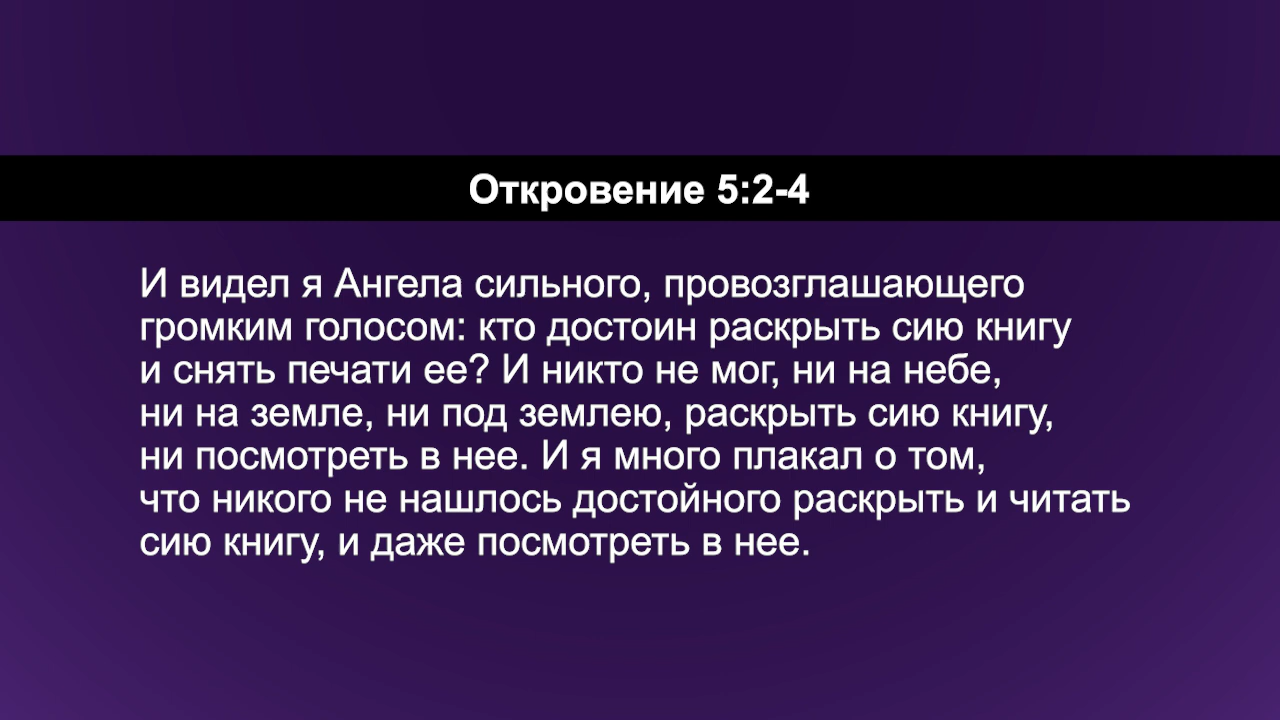 Откровение 5:2-4
И видел я Ангела сильного, провозглашающего
громким голосом: кто достоин раскрыть сию книгу
и снять печати ее? И никто не мог, ни на небе,
ни на земле, ни под землею, раскрыть сию книгу,
ни посмотреть в нее. И я много плакал о том,
что никого не нашлось достойного раскрыть и читать
сию книгу, и даже посмотреть в нее.